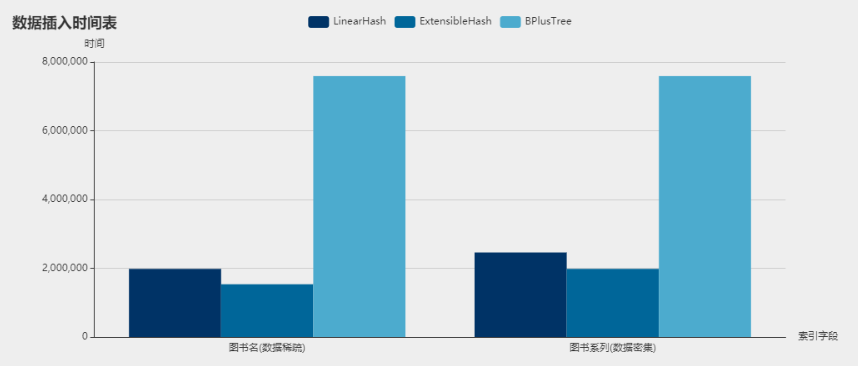 数据插入时间表
LinearHash ExtensibleHash BPlusTree
时间
8,000,000
6,000,000
4,000,000
2,000,000
0
图书名(数据稀疏) 图书系列(数据密集)
索引字段